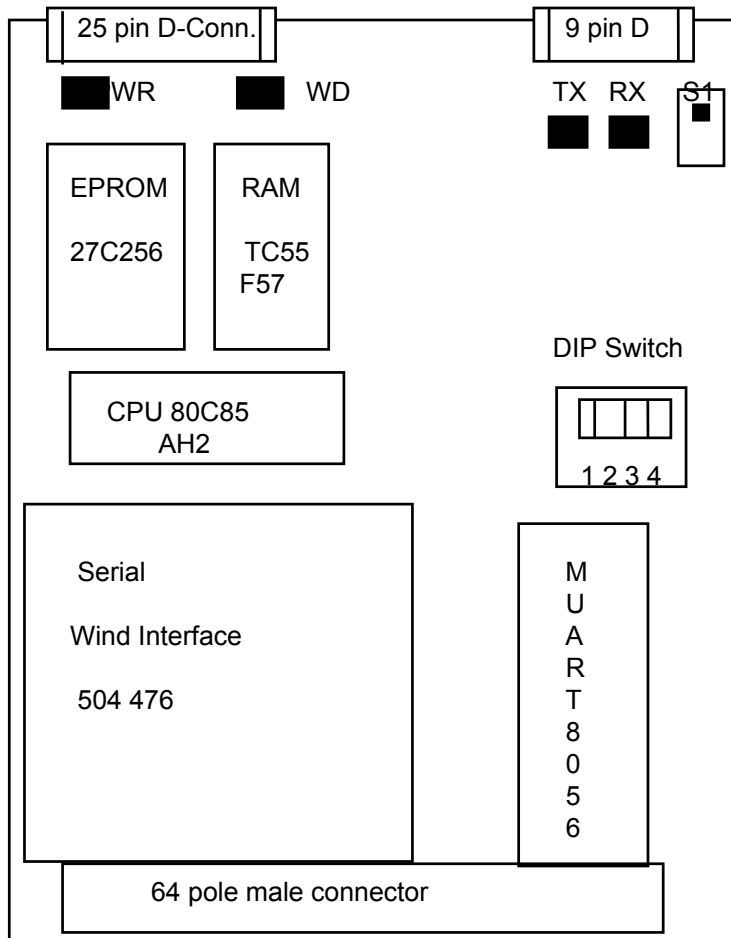 25 pin D-Conn.
9 pin D
WR
WD
TX
RX
S1
EPROM
27C256
RAM
TC55
F57
DIP Switch
CPU 80C85
AH2
1 2 3 4
Serial
Wind Interface
504 476
M
U
A
R
T
8
0
5
6
64 pole male connector